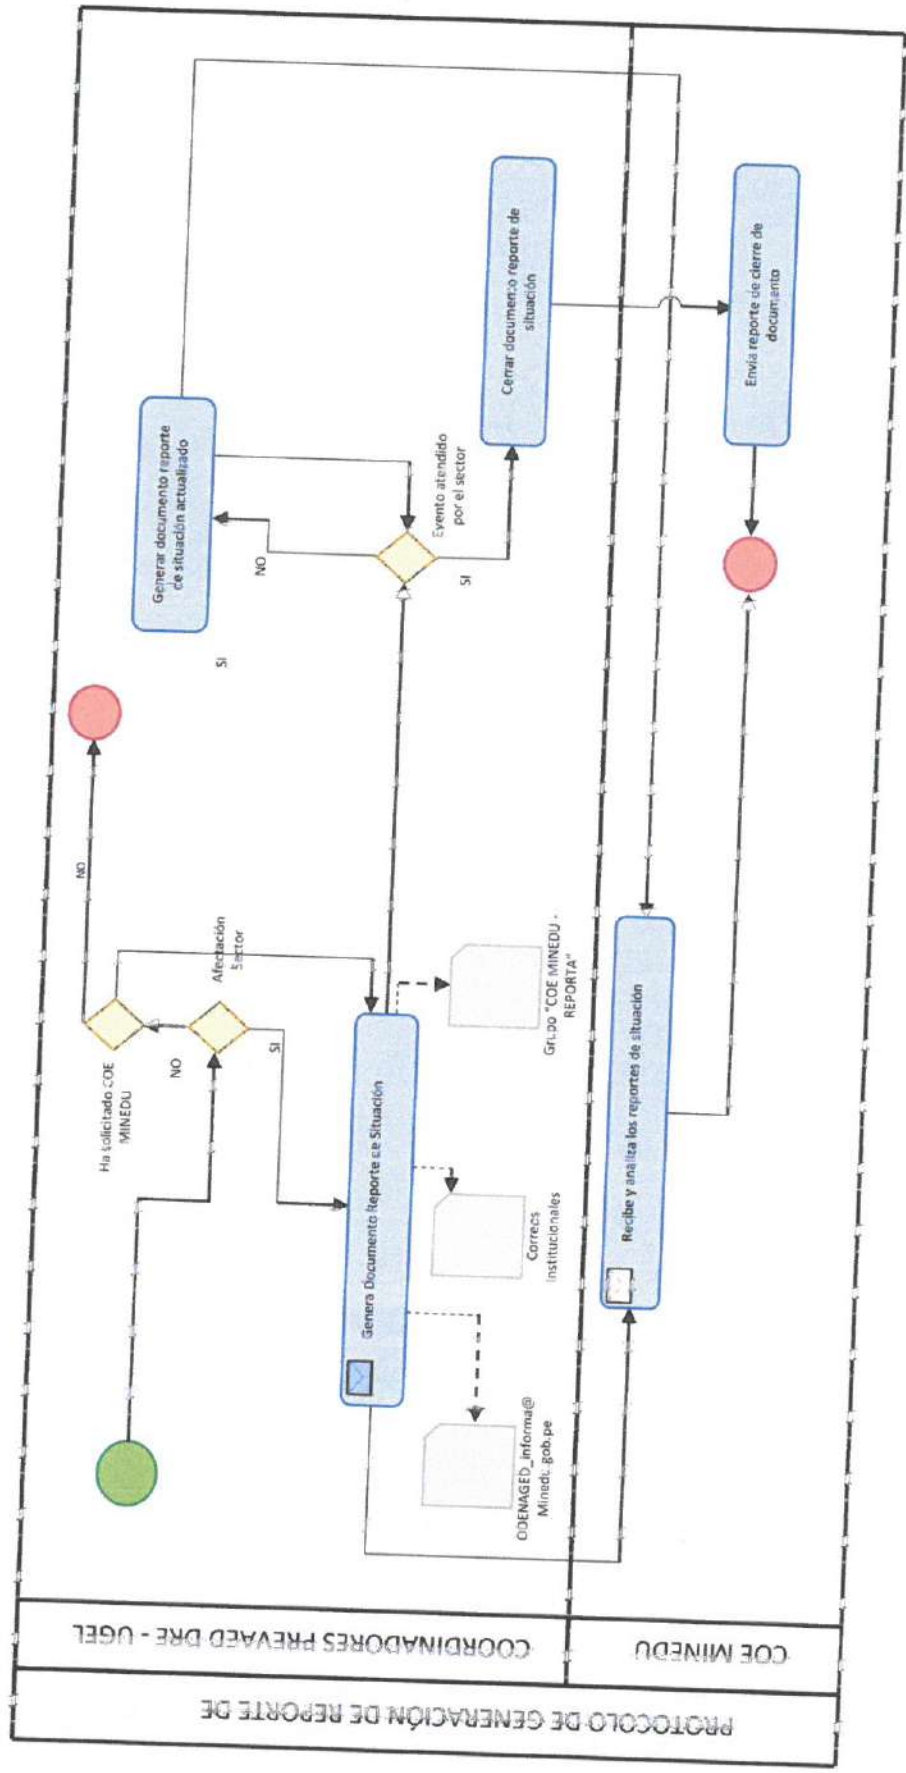 PROTOCOLO DE GENERACIÓN DE REPORTE DE
COORDINADORES PREVAED DRE - UGEL
COE MINEDU
Ha solicitado COE
MINEDU
NO
Afectación
Sector
NO
SI
Genera Documento Reporte de Situación
ODENAGED_informa@
Minedu.gob.pe
Correos
Institucionales
Grupo "COE MINEDU -
REPORTA"
SI
Generar documento reporte
de situación actualizado
NO
Evento atendido
por el sector
SI
Cerrar documento reporte de
situación
Recibe y analiza los reportes de situación
Envia reporte de cierre de
documento